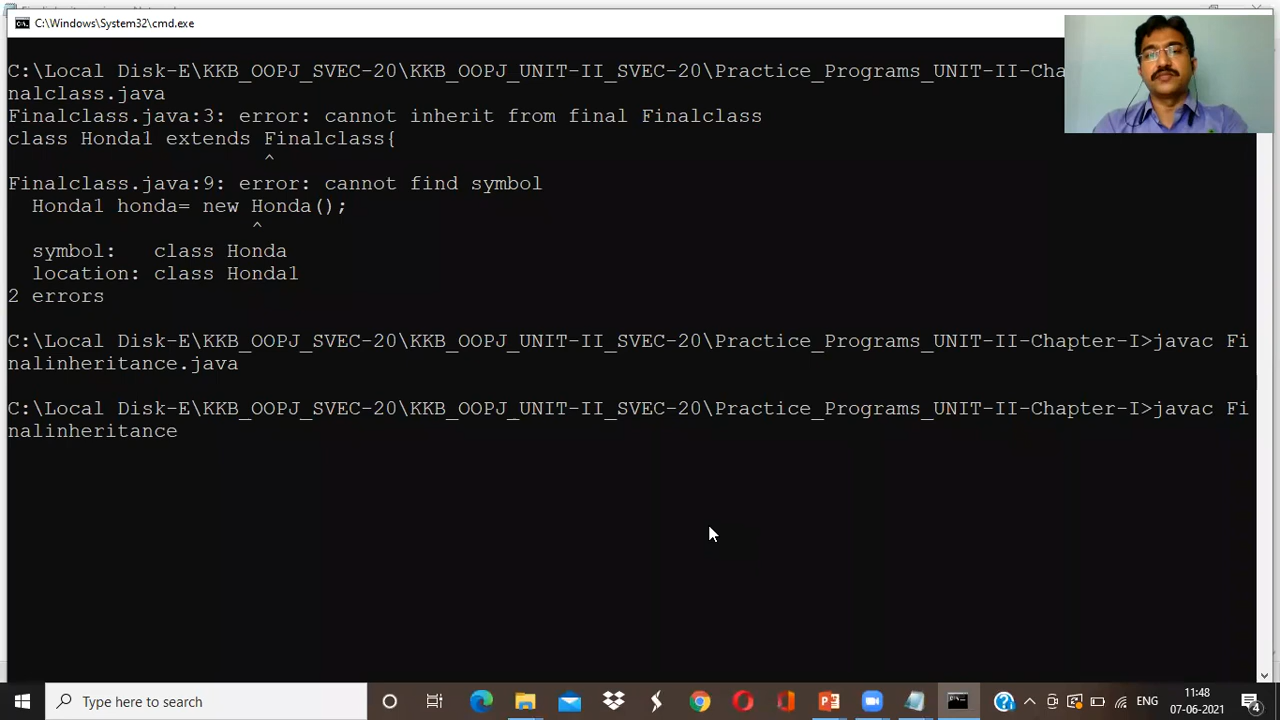 C:\Windows\System32\cmd.exe
C:\Local Disk-E\KKB_OOPJ_SVEC-20\KKB_OOPJ_UNIT-II_SVEC-20\Practice_Programs_UNIT-II-Cha
nalclass.java
Finalclass.java:3: error: cannot inherit from final Finalclass
class Honda1 extends Finalclass{
^
Finalclass.java:9: error: cannot find symbol
Honda1 honda= new Honda();
^
symbol:   class Honda
location: class Honda1
2 errors
C:\Local Disk-E\KKB_OOPJ_SVEC-20\KKB_OOPJ_UNIT-II_SVEC-20\Practice_Programs_UNIT-II-Chapter-I>javac Fi
nalinheritance.java
C:\Local Disk-E\KKB_OOPJ_SVEC-20\KKB_OOPJ_UNIT-II_SVEC-20\Practice_Programs_UNIT-II-Chapter-I>javac Fi
nalinheritance
Type here to search
ENG
11:48
07-06-2021
4